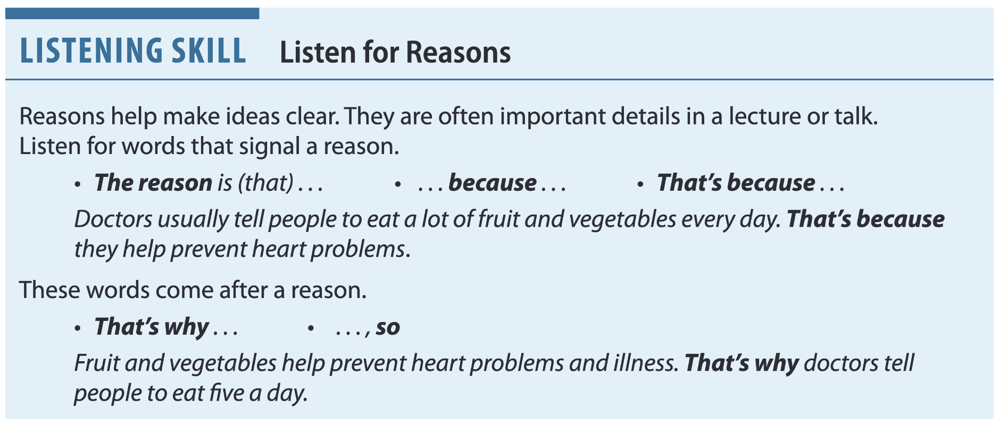 LISTENING SKILL Listen for Reasons
Reasons help make ideas clear. They are often important details in a lecture or talk.
Listen for words that signal a reason.
• The reason is (that) . . . • . . . because . . . • That’s because . . .
Doctors usually tell people to eat a lot of fruit and vegetables every day. That’s because
they help prevent heart problems.
These words come after a reason.
• That’s why . . . • . . . , so
Fruit and vegetables help prevent heart problems and illness. That’s why doctors tell
people to eat five a day.